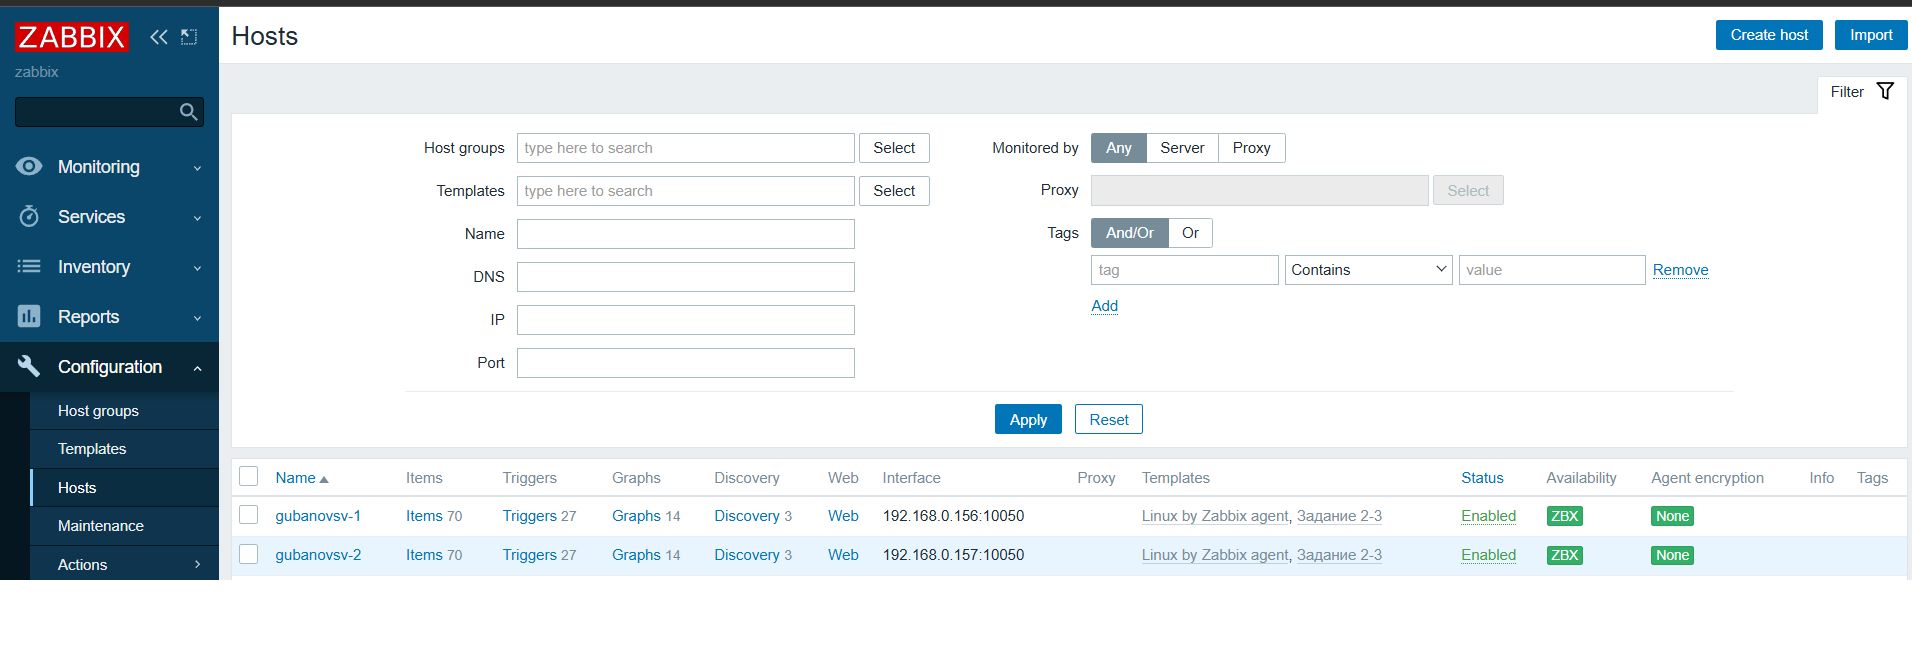 ZABBIX
zabbix
Monitoring
Services
Inventory
Reports
Configuration
Host groups
Templates
Hosts
Maintenance
Actions
Hosts
Create host
Import
Filter
Host groups type here to search Select
Templates type here to search Select
Name
DNS
IP
Port
Monitored by Any Server Proxy
Proxy Select
Tags And/Or Or
tag Contains value Remove
Add
Apply Reset
Name Items Triggers Graphs Discovery Web Interface Proxy Templates Status Availability Agent encryption Info Tags
gubanovsv-1 Items 70 Triggers 27 Graphs 14 Discovery 3 Web 192.168.0.156:10050 Linux by Zabbix agent, Задание 2-3 Enabled ZBX None
gubanovsv-2 Items 70 Triggers 27 Graphs 14 Discovery 3 Web 192.168.0.157:10050 Linux by Zabbix agent, Задание 2-3 Enabled ZBX None